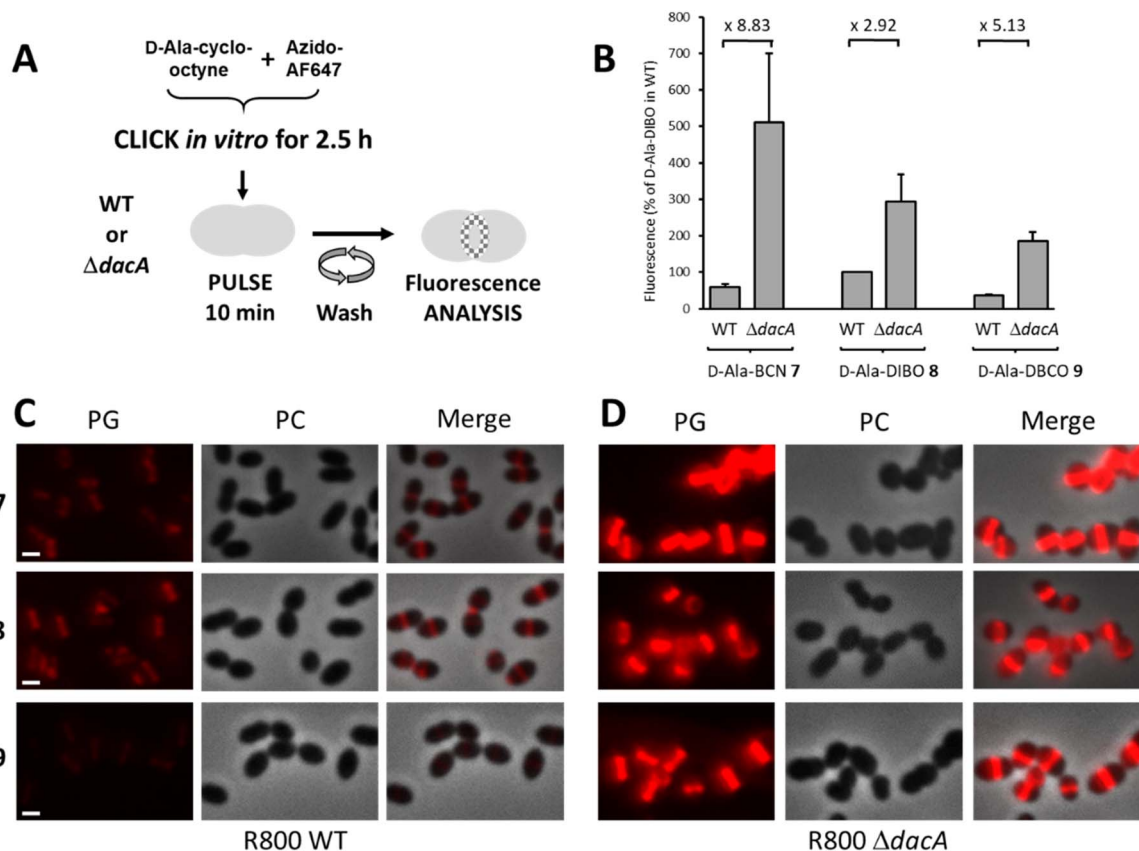 A
D-Ala-cyclo-
octyne
+
Azido-
AF647
CLICK in vitro for 2.5 h
WT
or
ΔdacA
PULSE
10 min
Wash
Fluorescence
ANALYSIS
B
Fluorescence (% of D-Ala-DIBO in WT)
800
700
600
500
400
300
200
100
0
x 8.83
x 2.92
x 5.13
WT ΔdacA
WT ΔdacA
WT ΔdacA
D-Ala-BCN 7
D-Ala-DIBO 8
D-Ala-DBCO 9
C
PG
PC
Merge
7
8
9
R800 WT
D
PG
PC
Merge
R800 ΔdacA